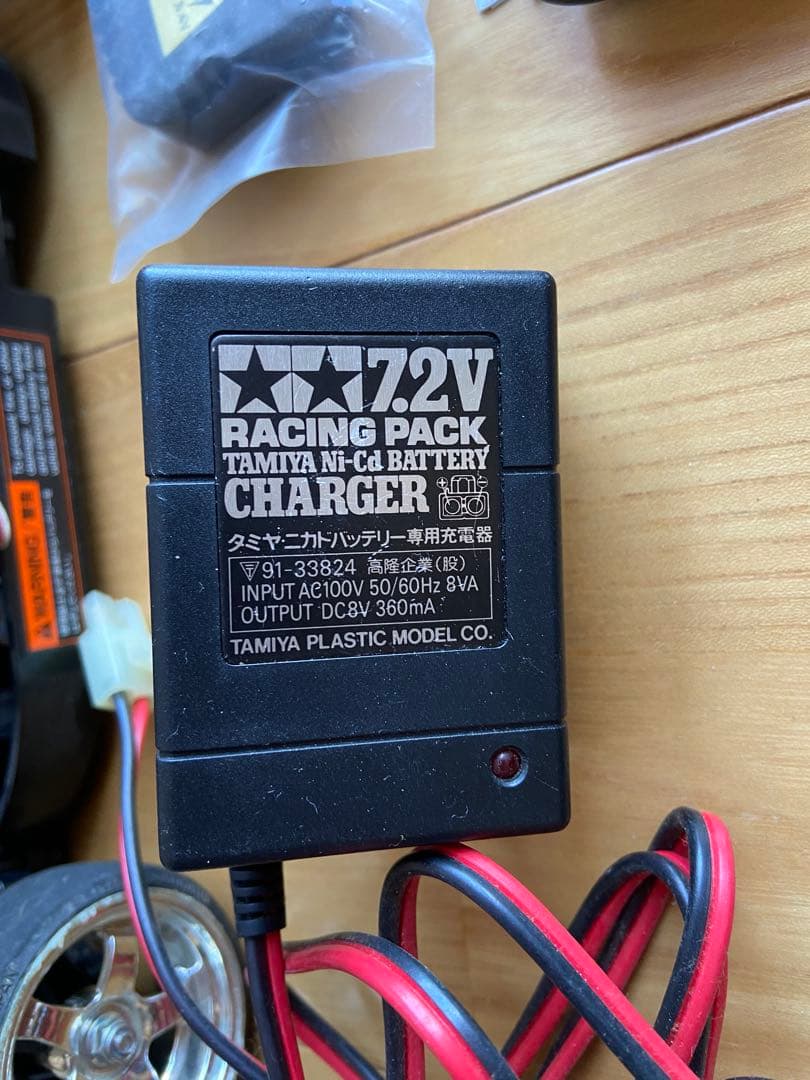 7.2V
RACING PACK
TAMIYA Ni-Cd BATTERY
CHARGER
タミヤ・ニカドバッテリー専用充電器
91-33824 高隆企業(股)
INPUT AC100V 50/60Hz 8VA
OUTPUT DC8V 360mA
TAMIYA PLASTIC MODEL CO.